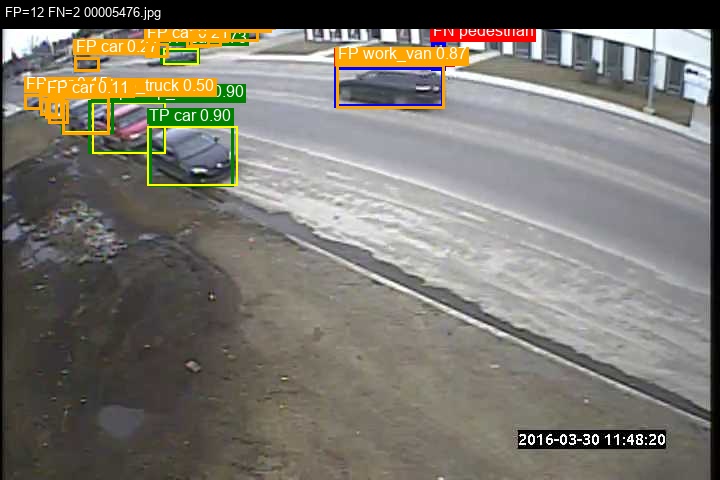 FP=12 FN=2 00005476.jpg
FN pedestrian
FP car 0.27
FP work_van 0.87
FP car 0.11
_truck 0.50
0.90
TP car 0.90
2016-03-30 11:48:20